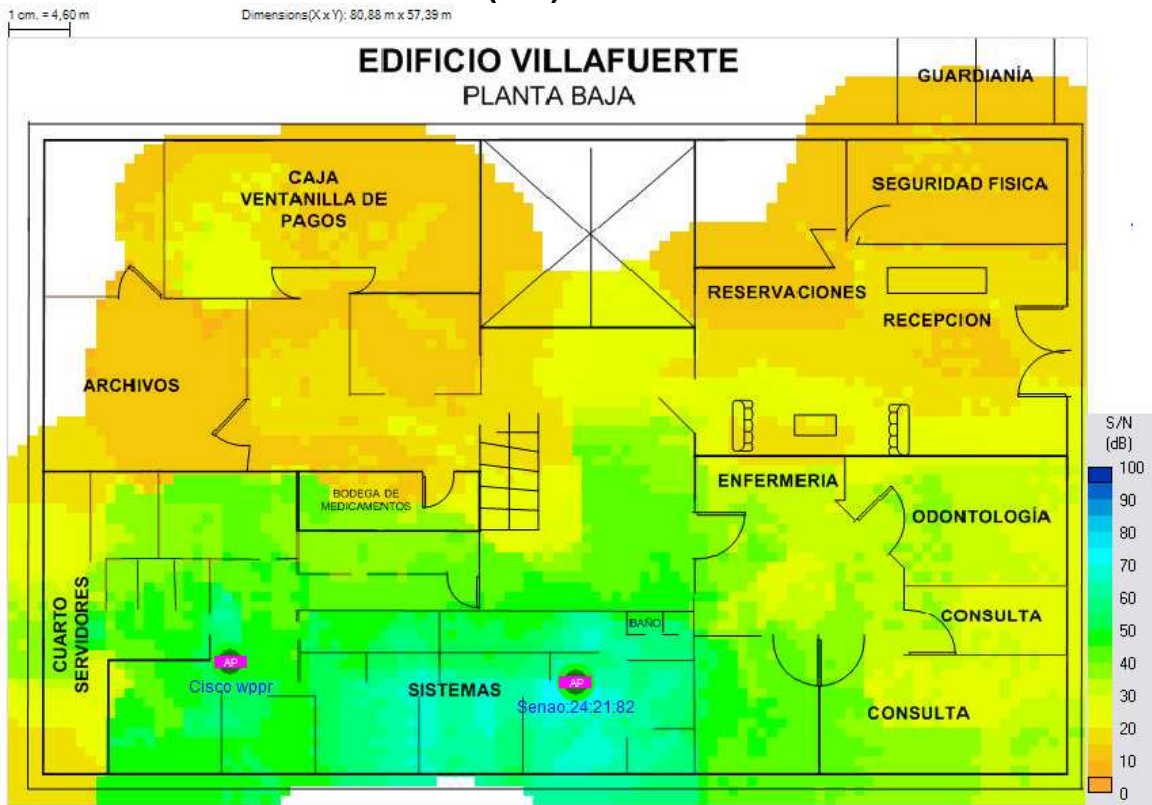 1 cm. = 4,60 m
Dimensions(X x Y): 80,88 m x 57,39 m
EDIFICIO VILLAFUERTE
PLANTA BAJA
GUARDIANÍA
CAJA
VENTANILLA DE
PAGOS
SEGURIDAD FISICA
RESERVACIONES
RECEPCION
ARCHIVOS
S/N
(dB)
100
90
80
70
60
50
40
30
20
10
0
ENFERMERIA
BODEGA DE
MEDICAMENTOS
ODONTOLOGÍA
CUARTO
SERVIDORES
CONSULTA
BAÑO
AP
Cisco wppr
SISTEMAS
AP
Senao:24:21:82
CONSULTA